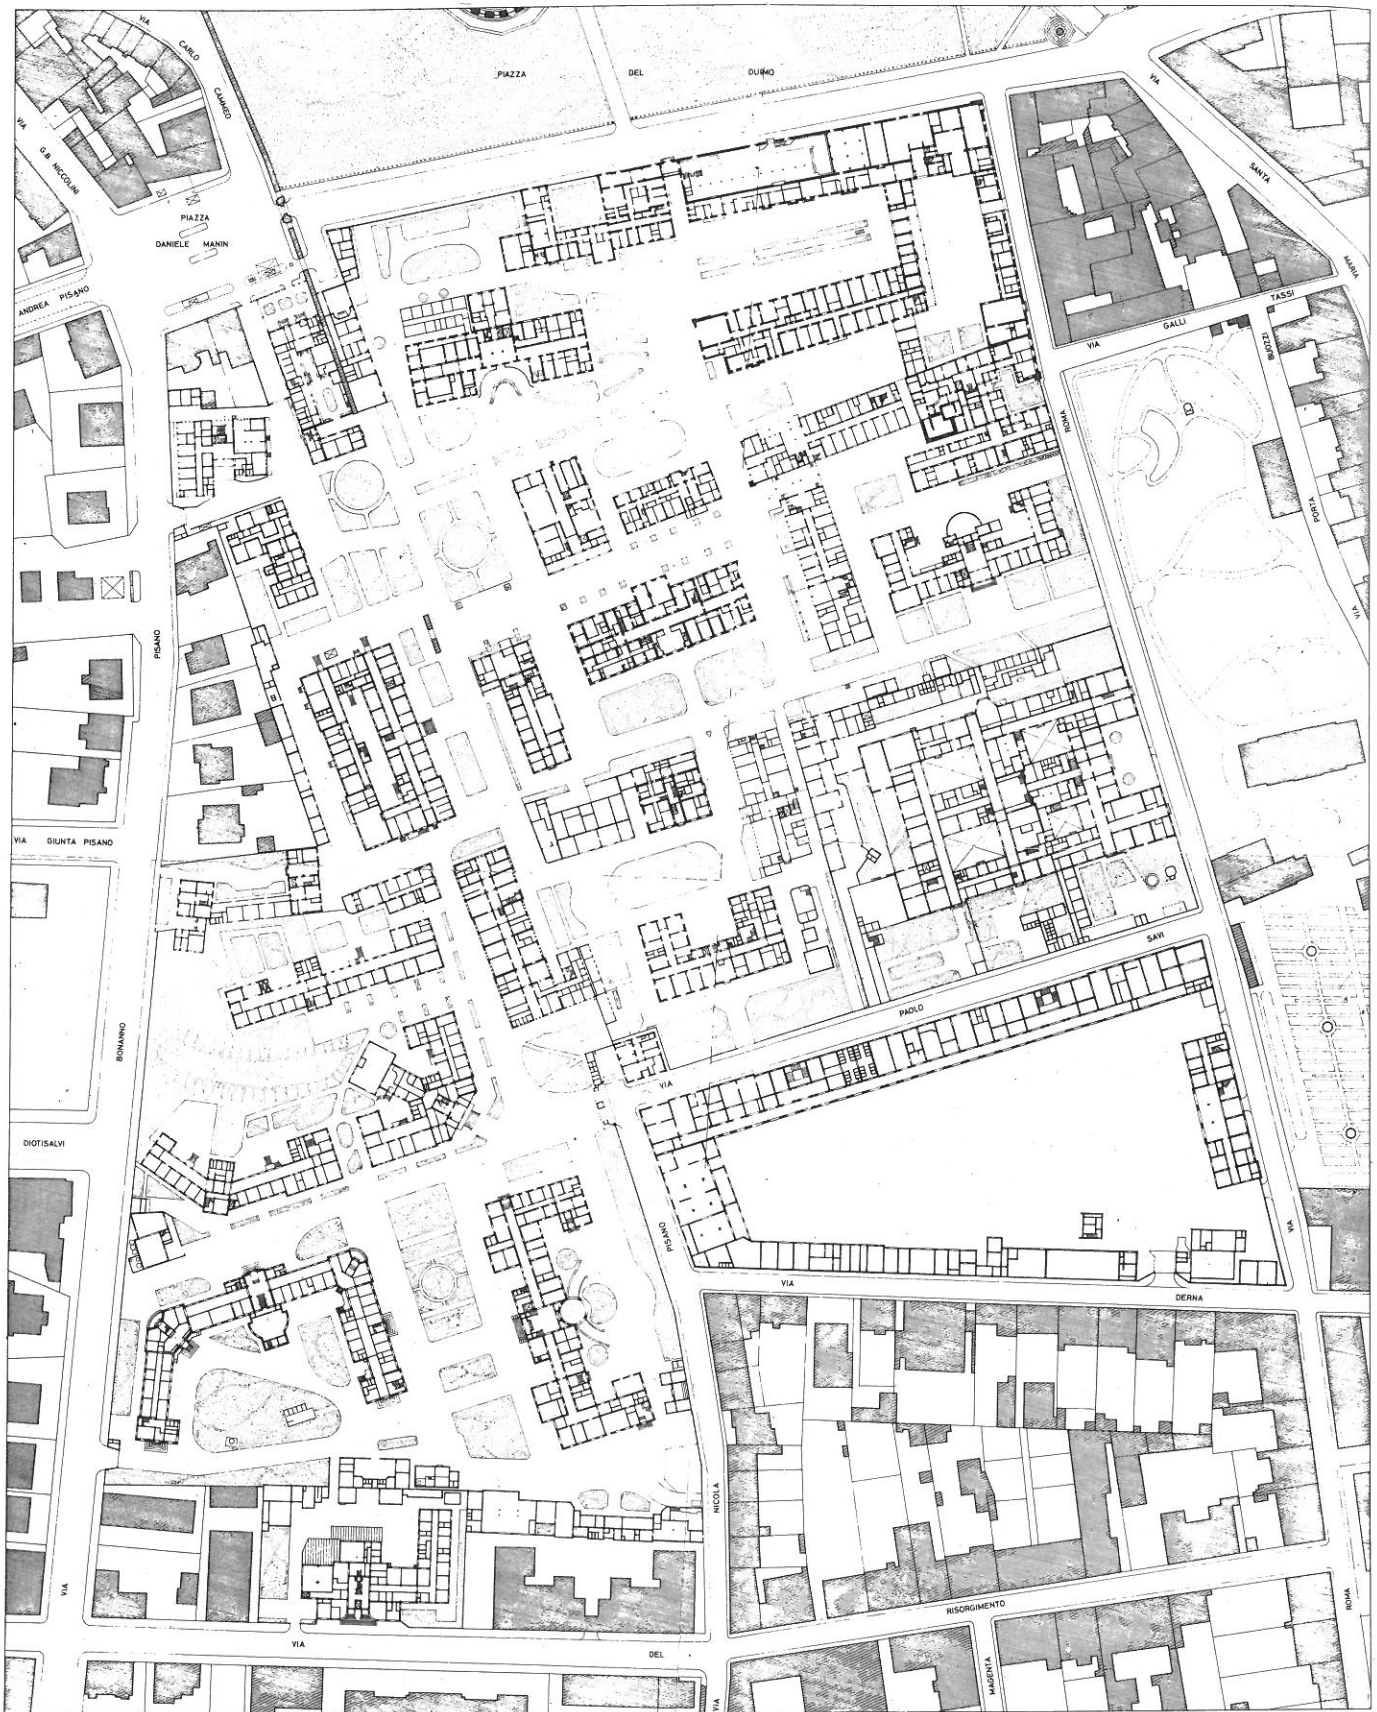 VIA
CARLO
CAMMEO
VIA
G.B. NICCOLINI
PIAZZA
DEL
DUOMO
VIA
SANTA
MARIA
PIAZZA
DANIELE MANIN
ANDREA PISANO
VIA
GALLI
TASSI
BUOZZI
ROMA
PORTA
VIA
PISANO
VIA GIUNTA PISANO
SAVI
PAOLO
VIA
BONANNO
DIOTISALVI
PISANO
VIA
VIA
DERNA
NICOLA
VIA
ROMA
RISORGIMENTO
VIA
DEL
MAGENTA
VIA